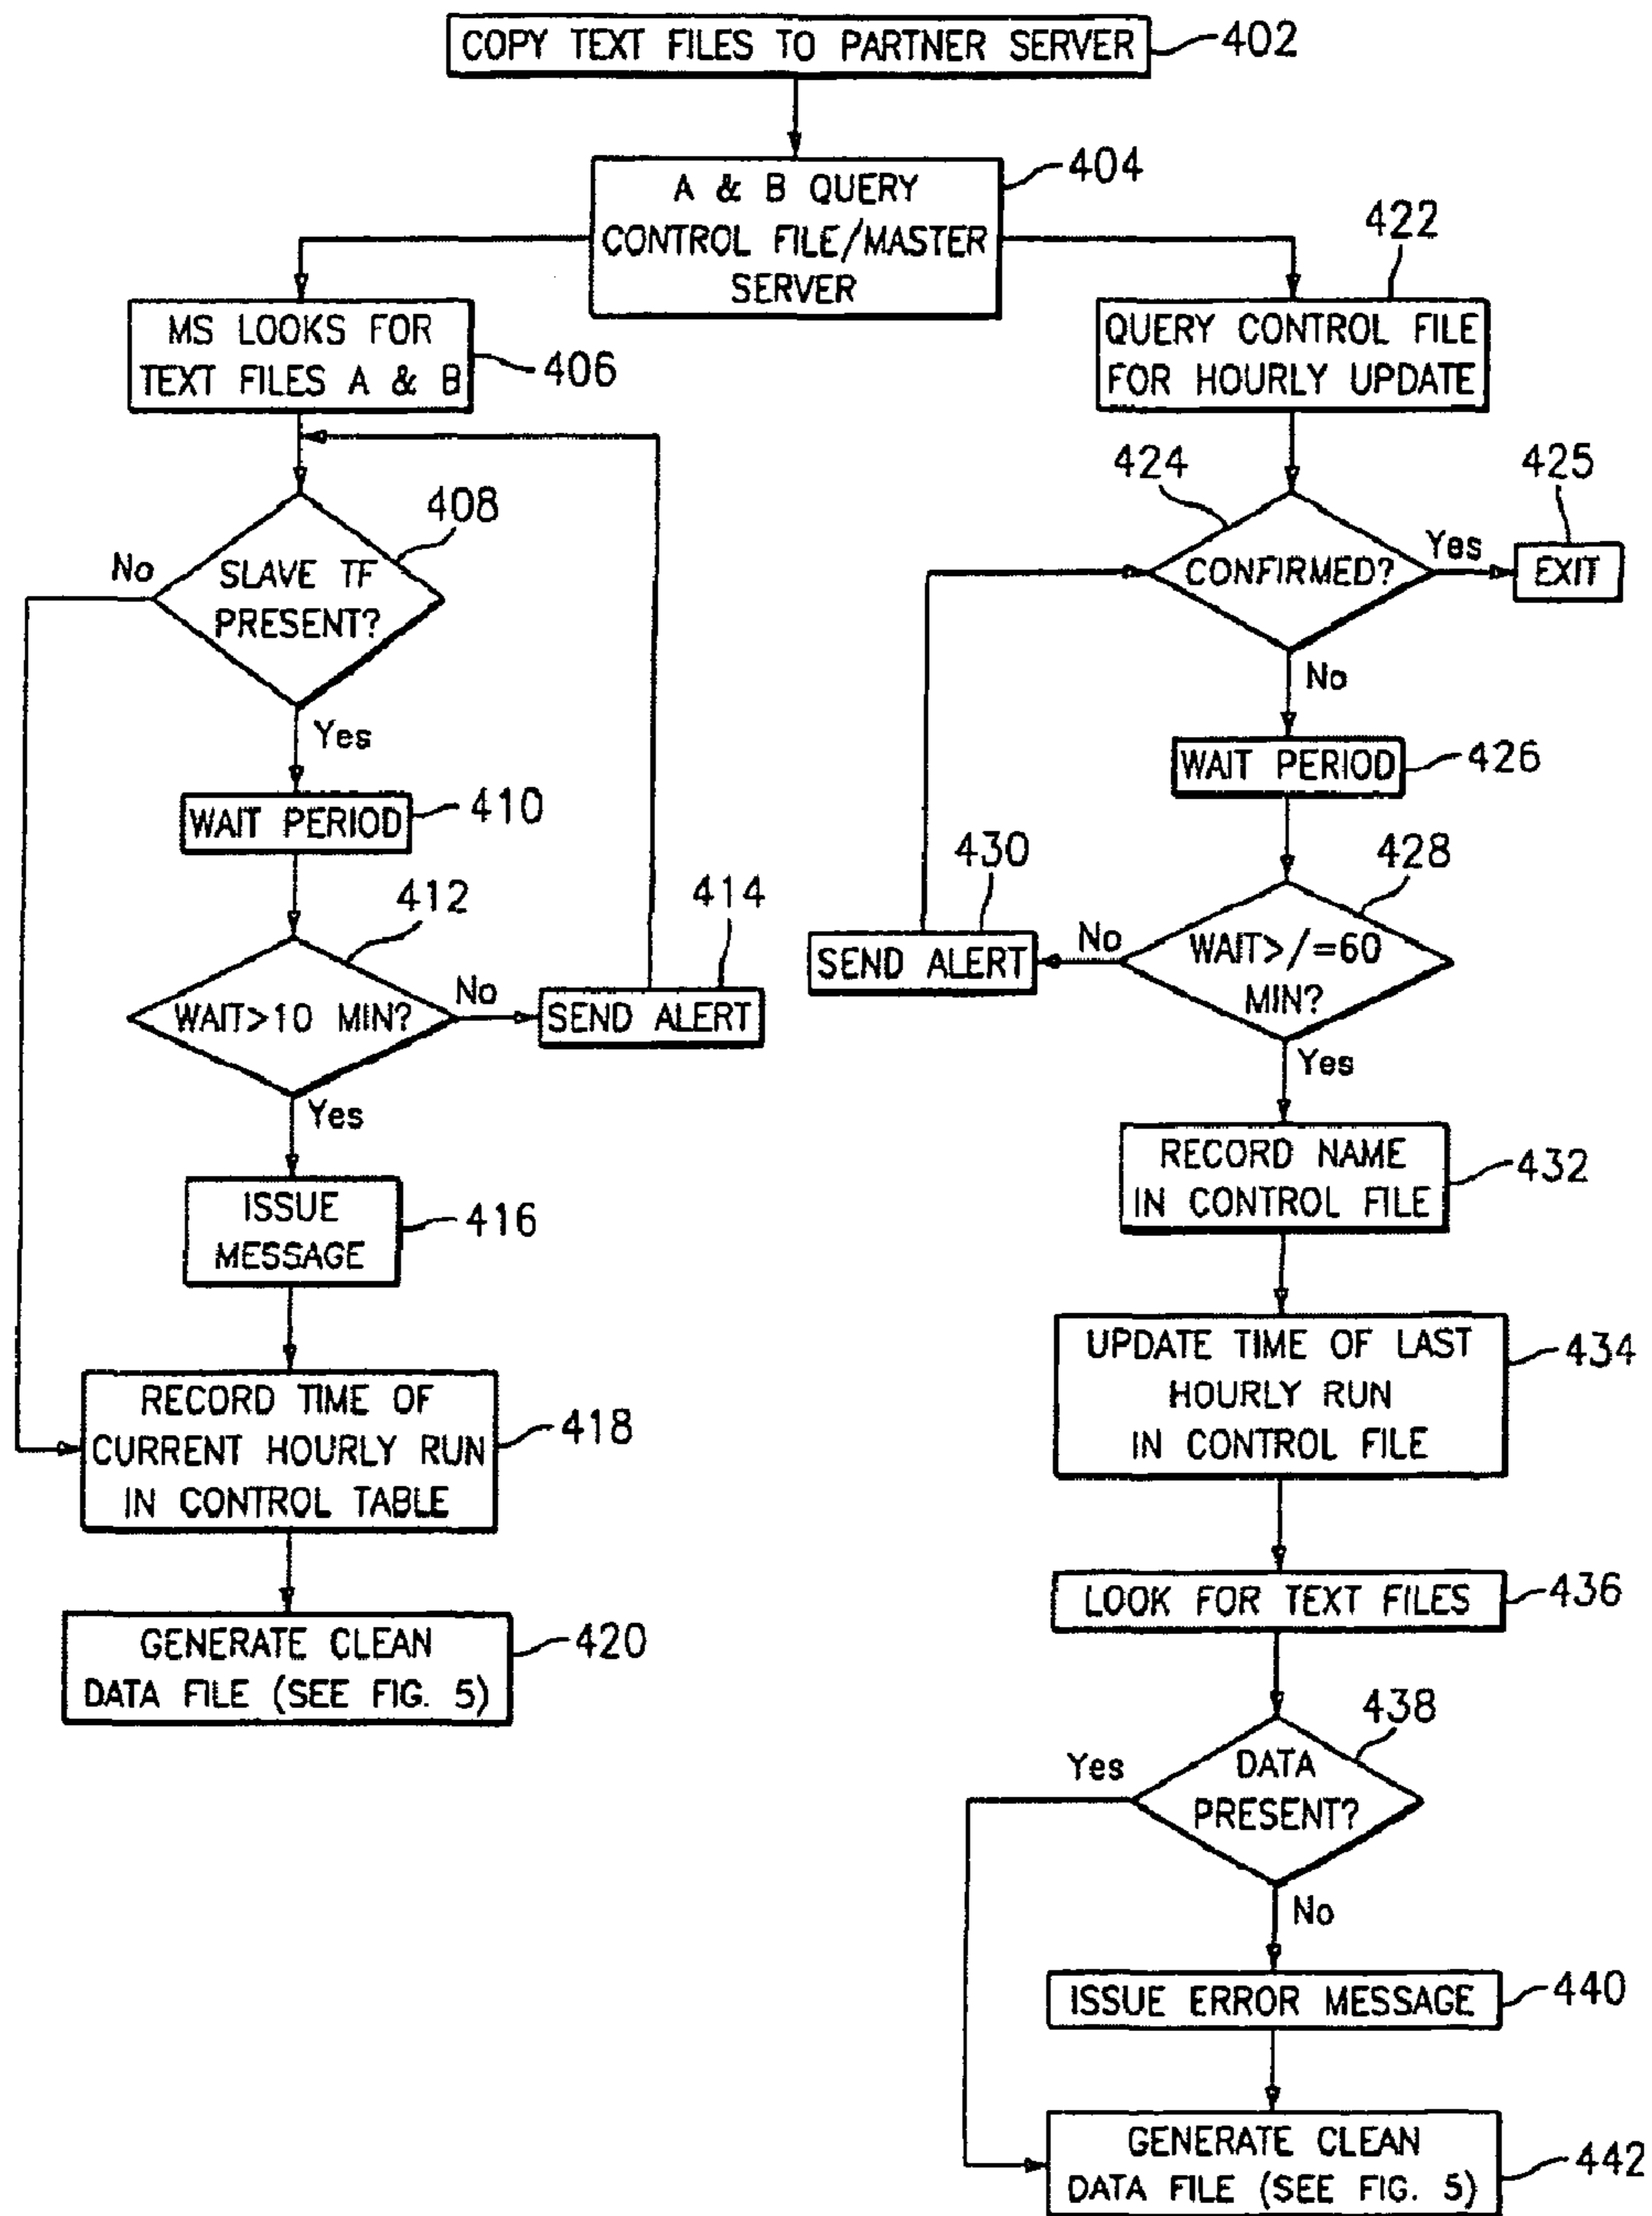 COPY TEXT FILES TO PARTNER SERVER
402
A & B QUERY
CONTROL FILE/MASTER
SERVER
404
MS LOOKS FOR
TEXT FILES A & B
406
SLAVE TF
PRESENT?
408
No
Yes
WAIT PERIOD
410
WAIT>10 MIN?
412
No
SEND ALERT
414
Yes
ISSUE
MESSAGE
416
RECORD TIME OF
CURRENT HOURLY RUN
IN CONTROL TABLE
418
GENERATE CLEAN
DATA FILE (SEE FIG. 5)
420
422
QUERY CONTROL FILE
FOR HOURLY UPDATE
424
CONFIRMED?
Yes
425
EXIT
No
WAIT PERIOD
426
428
WAIT>/=60
MIN?
No
430
SEND ALERT
Yes
RECORD NAME
IN CONTROL FILE
432
UPDATE TIME OF LAST
HOURLY RUN
IN CONTROL FILE
434
LOOK FOR TEXT FILES
436
438
DATA
PRESENT?
Yes
No
ISSUE ERROR MESSAGE
440
GENERATE CLEAN
DATA FILE (SEE FIG. 5)
442